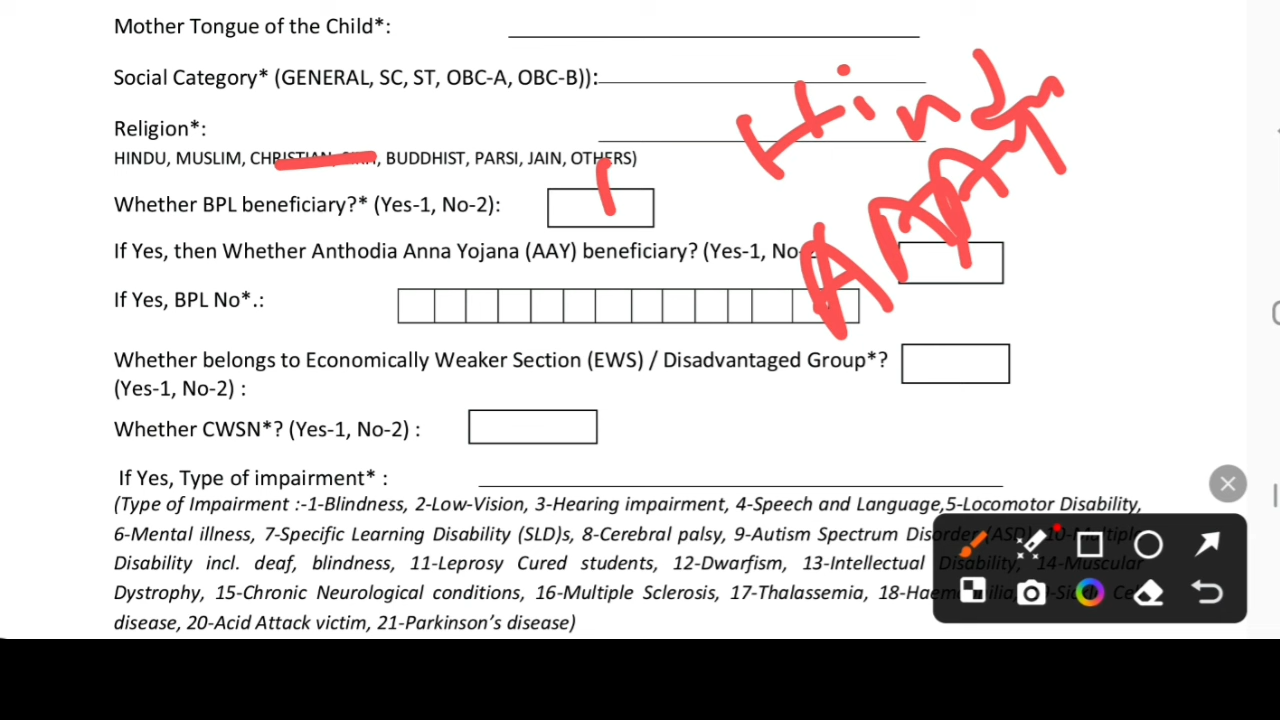 Mother Tongue of the Child*:
Social Category* (GENERAL, SC, ST, OBC-A, OBC-B)):
Religion*:
HINDU, MUSLIM, CHRISTIAN, SIKH, BUDDHIST, PARSI, JAIN, OTHERS)
Whether BPL beneficiary?* (Yes-1, No-2):
If Yes, then Whether Anthodia Anna Yojana (AAY) beneficiary? (Yes-1, No-
If Yes, BPL No*.:
Whether belongs to Economically Weaker Section (EWS) / Disadvantaged Group*?
(Yes-1, No-2) :
Whether CWSN*? (Yes-1, No-2) :
If Yes, Type of impairment* :
(Type of Impairment :-1-Blindness, 2-Low-Vision, 3-Hearing impairment, 4-Speech and Language,5-Locomotor Disability,
6-Mental illness, 7-Specific Learning Disability (SLD)s, 8-Cerebral palsy, 9-Autism Spectrum Disorder (ASD), 10-Multiple
Disability incl. deaf, blindness, 11-Leprosy Cured students, 12-Dwarfism, 13-Intellectual Disability, 14-Muscular
Dystrophy, 15-Chronic Neurological conditions, 16-Multiple Sclerosis, 17-Thalassemia,
disease, 20-Acid Attack victim, 21-Parkinson's disease)